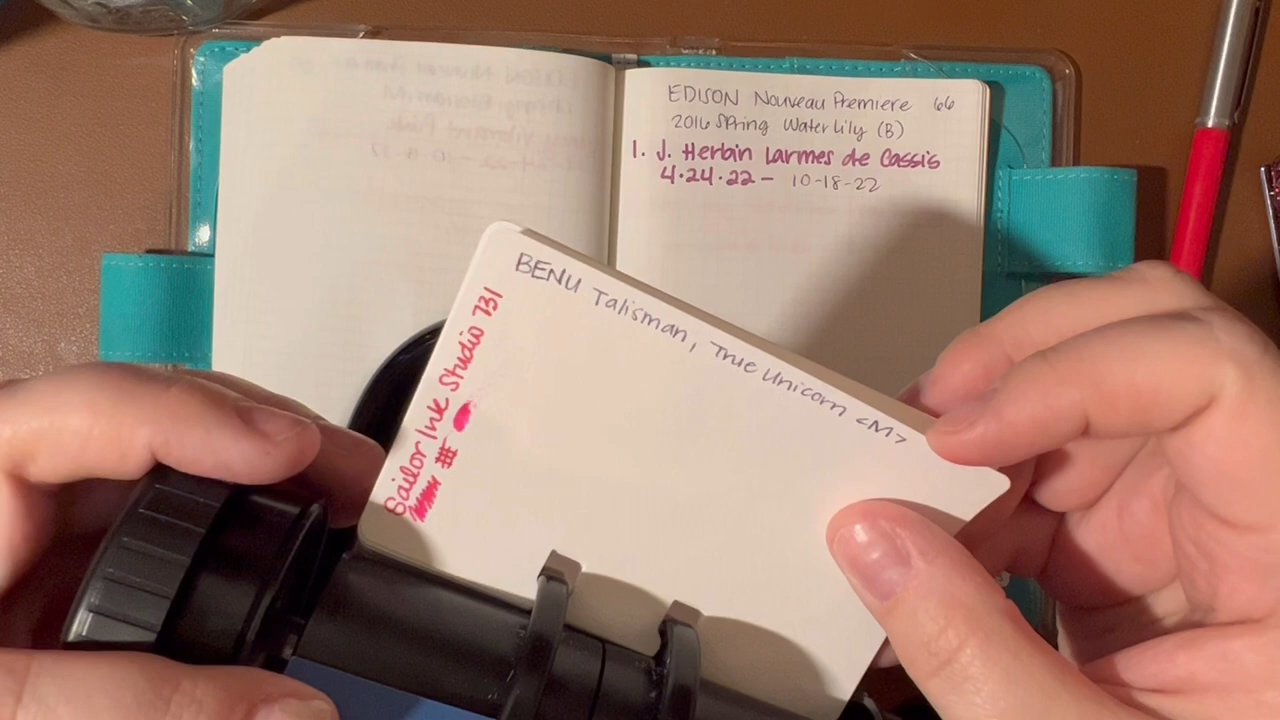 EDISON Nouveau Premiere 66
2016 Spring Water Lily (B)
1. J. Herbin Larmes de Cassis
4.24.22 - 10-18-22
BENU Talisman, True Unicorn <M>
Sailor Ink Studio 731